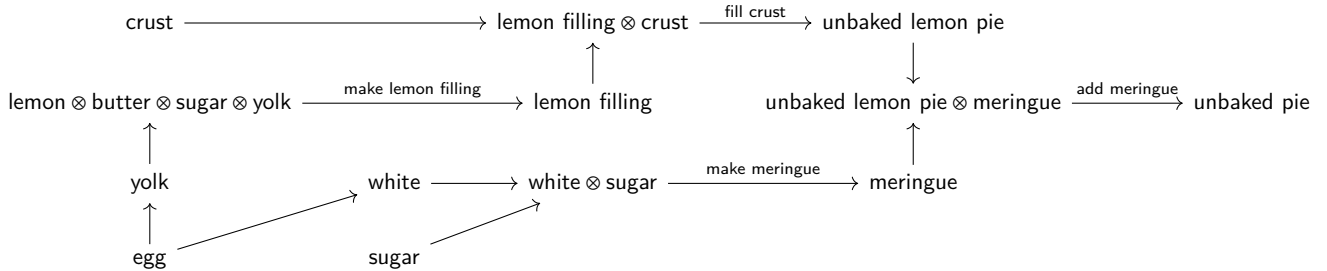 crust lemon filling ⊗ crust fill crust unbaked lemon pie
lemon ⊗ butter ⊗ sugar ⊗ yolk make lemon filling lemon filling unbaked lemon pie ⊗ meringue add meringue unbaked pie
yolk white white ⊗ sugar make meringue meringue
egg sugar